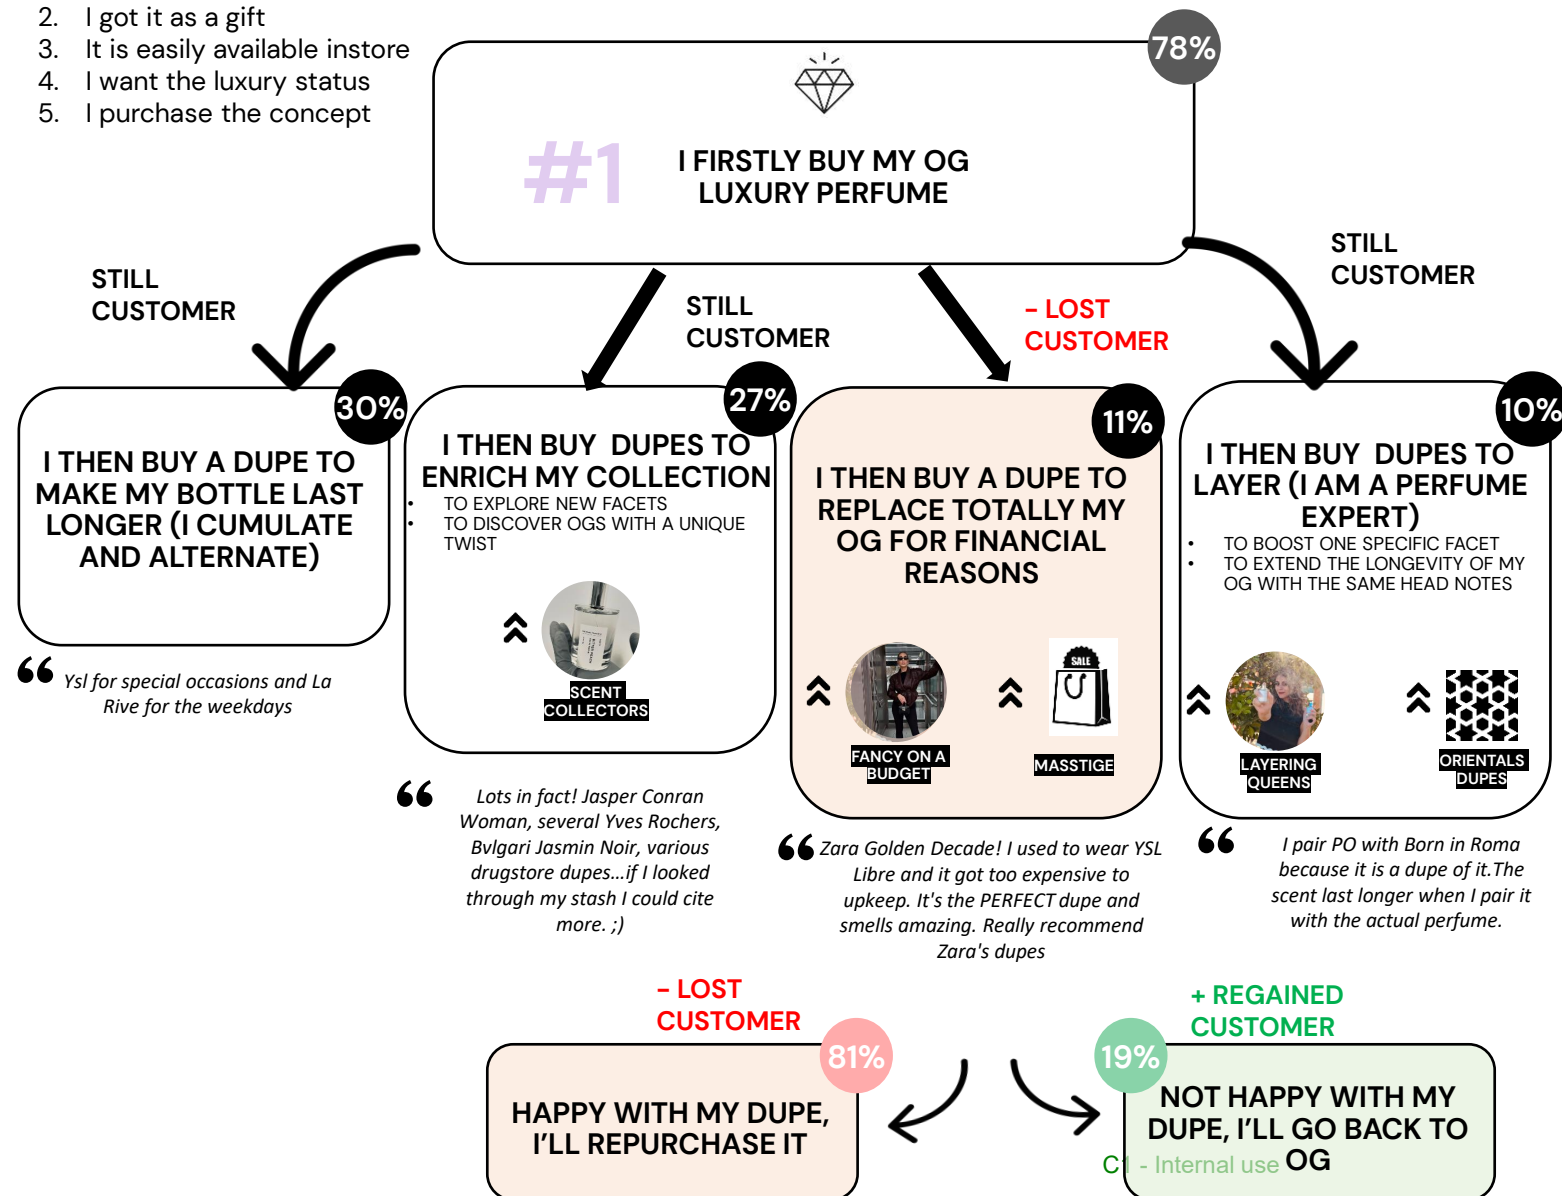 2. I got it as a gift
3. It is easily available instore
4. I want the luxury status
5. I purchase the concept
78%
#1
I FIRSTLY BUY MY OG
LUXURY PERFUME
STILL
CUSTOMER
STILL
CUSTOMER
- LOST
CUSTOMER
STILL
CUSTOMER
30%
I THEN BUY A DUPE TO
MAKE MY BOTTLE LAST
LONGER (I CUMULATE
AND ALTERNATE)
“ Ysl for special occasions and La
Rive for the weekdays
27%
I THEN BUY DUPES TO
ENRICH MY COLLECTION
• TO EXPLORE NEW FACETS
• TO DISCOVER OGS WITH A UNIQUE
TWIST
SCENT
COLLECTORS
“ Lots in fact! Jasper Conran
Woman, several Yves Rochers,
Bvlgari Jasmin Noir, various
drugstore dupes...if I looked
through my stash I could cite
more. ;)
11%
I THEN BUY A DUPE TO
REPLACE TOTALLY MY
OG FOR FINANCIAL
REASONS
SALE
FANCY ON A
BUDGET
MASSTIGE
“ Zara Golden Decade! I used to wear YSL
Libre and it got too expensive to
upkeep. It's the PERFECT dupe and
smells amazing. Really recommend
Zara's dupes
10%
I THEN BUY DUPES TO
LAYER (I AM A PERFUME
EXPERT)
• TO BOOST ONE SPECIFIC FACET
• TO EXTEND THE LONGEVITY OF MY
OG WITH THE SAME HEAD NOTES
LAYERING
QUEENS
ORIENTALS
DUPES
“ I pair PO with Born in Roma
because it is a dupe of it.The
scent last longer when I pair it
with the actual perfume.
- LOST
CUSTOMER
81%
HAPPY WITH MY DUPE,
I'LL REPURCHASE IT
+ REGAINED
CUSTOMER
19%
NOT HAPPY WITH MY
DUPE, I'LL GO BACK TO
OG
C1 - Internal use